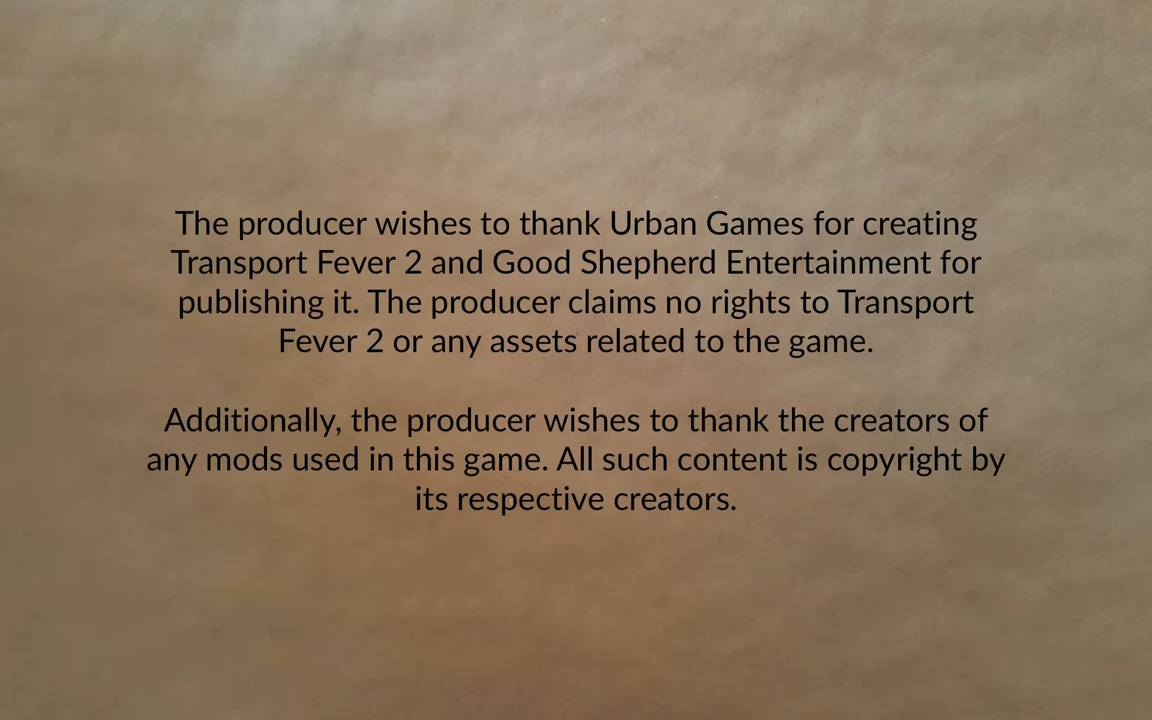 The producer wishes to thank Urban Games for creating
Transport Fever 2 and Good Shepherd Entertainment for
publishing it. The producer claims no rights to Transport
Fever 2 or any assets related to the game.
Additionally, the producer wishes to thank the creators of
any mods used in this game. All such content is copyright by
its respective creators.